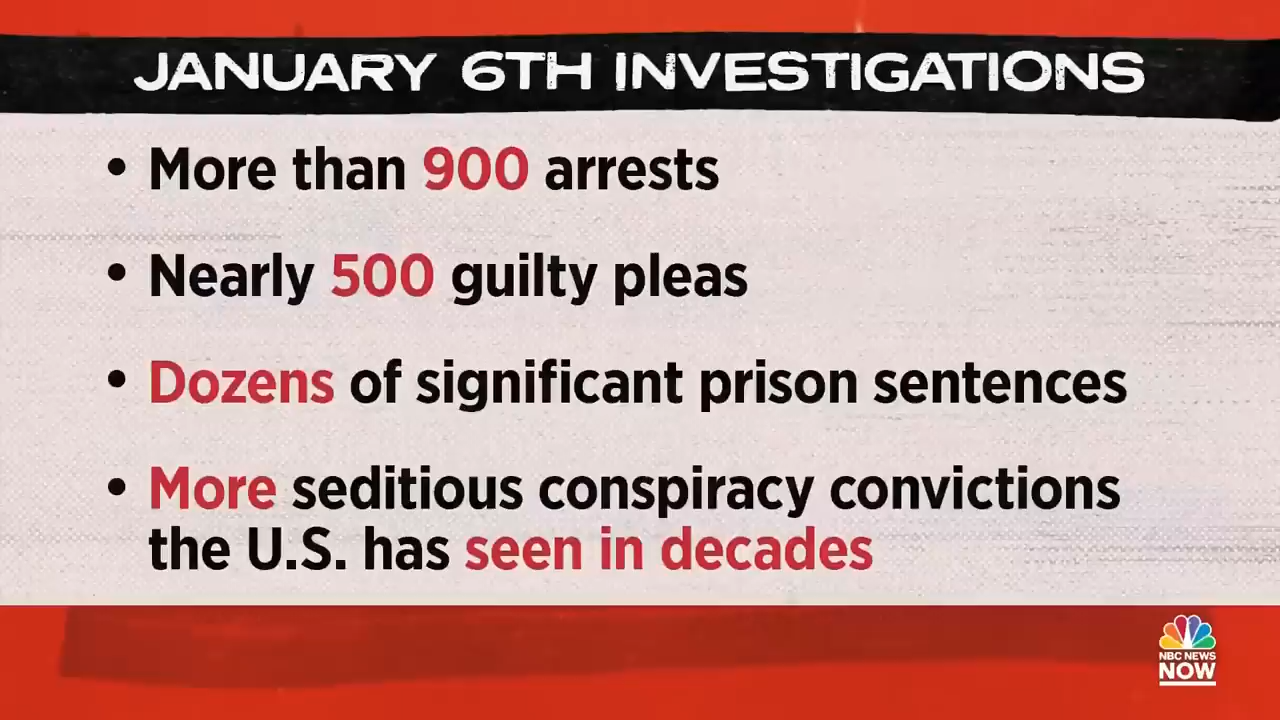 JANUARY 6TH INVESTIGATIONS
• More than 900 arrests
• Nearly 500 guilty pleas
• Dozens of significant prison sentences
• More seditious conspiracy convictions
the U.S. has seen in decades
NBC NEWS
NOW